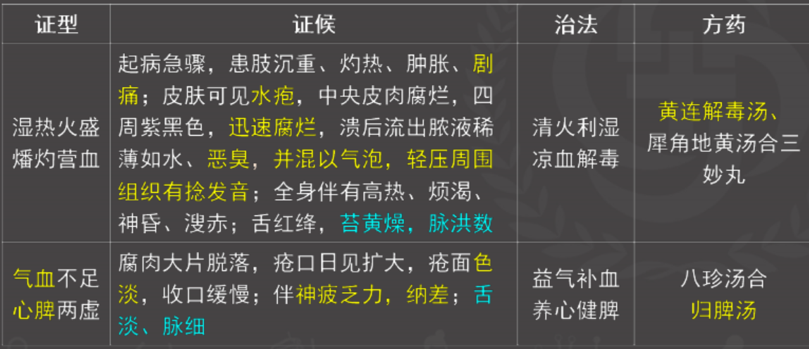 证型 证候 治法 方药
湿热火盛
燔灼营血
起病急骤，患肢沉重、灼热、肿胀、剧
痛；皮肤可见水疱，中央皮肉腐烂，四
周紫黑色，迅速腐烂，溃后流出脓液稀
薄如水、恶臭，并混以气泡，轻压周围
组织有捻发音；全身伴有高热、烦渴、
神昏、溲赤；舌红绛，苔黄燥，脉洪数
清火利湿
凉血解毒
黄连解毒汤、
犀角地黄汤合三
妙丸
气血不足
心脾两虚
腐肉大片脱落，疮口日见扩大，疮面色
淡，收口缓慢；伴神疲乏力，纳差；舌
淡、脉细
益气补血
养心健脾
八珍汤合
归脾汤